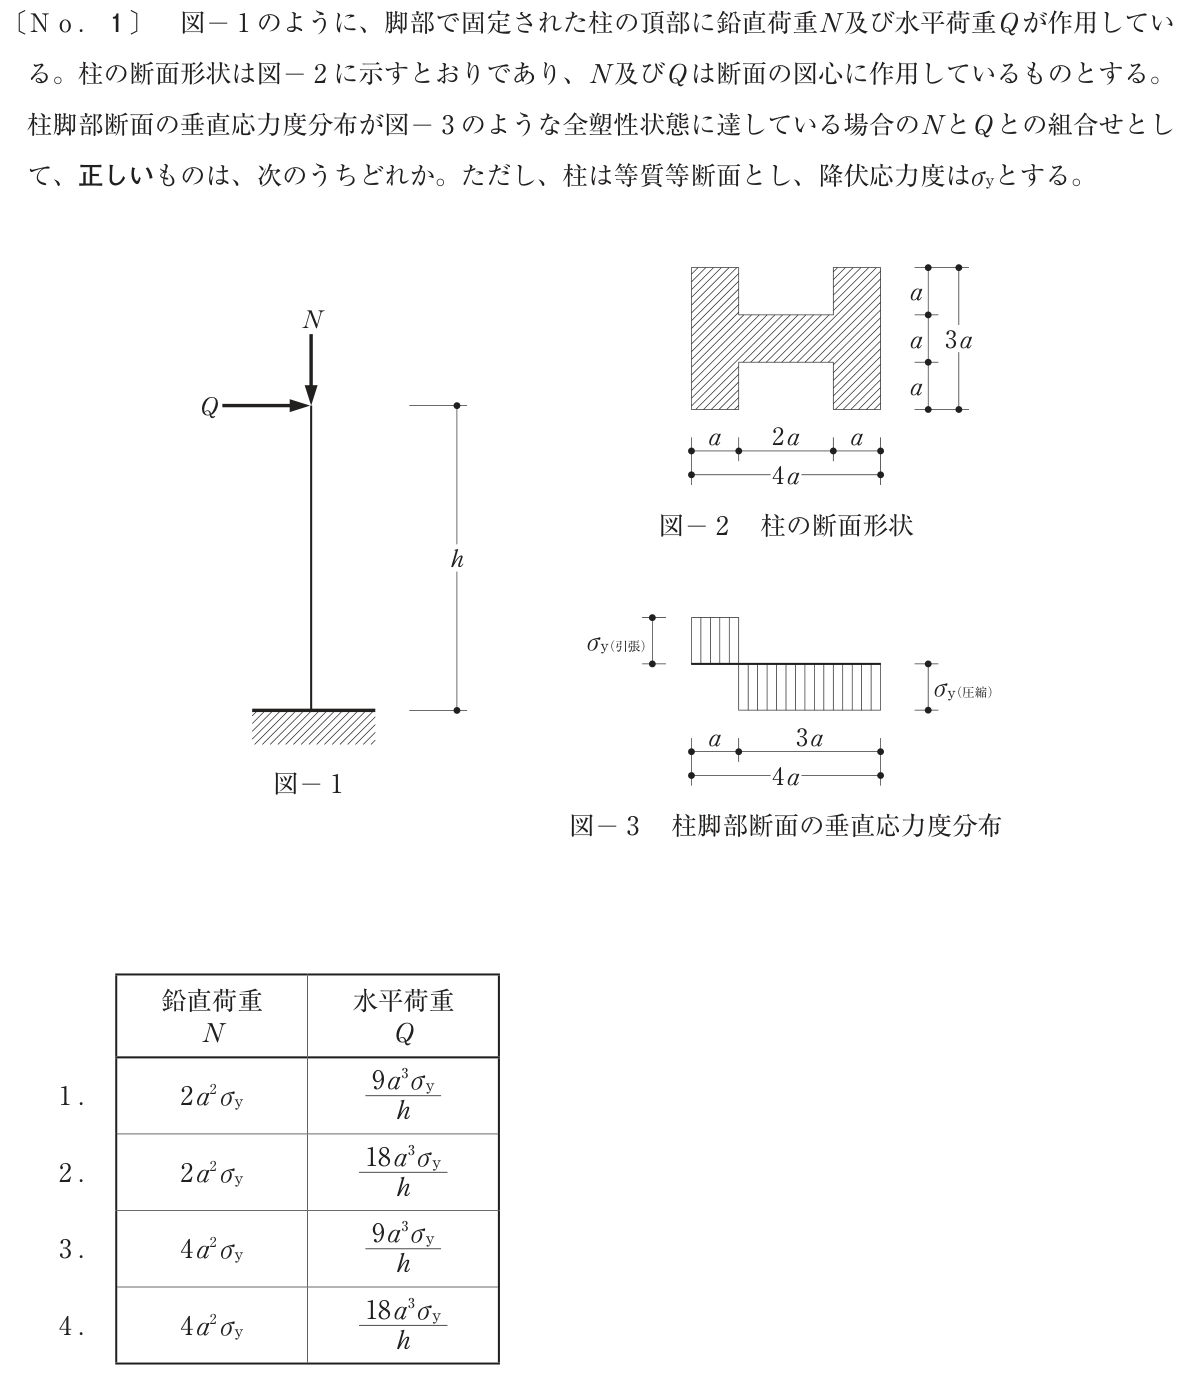 〔Ｎｏ．１〕　図－１のように、脚部で固定された柱の頂部に鉛直荷重N及び水平荷重Qが作用してい
る。柱の断面形状は図－２に示すとおりであり、N及びQは断面の図心に作用しているものとする。
柱脚部断面の垂直応力度分布が図－３のような全塑性状態に達している場合のNとQとの組合せとし
て、正しいものは、次のうちどれか。ただし、柱は等質等断面とし、降伏応力度はσyとする。
N
Q
h
図－１
a
a 3a
a
a 2a a
4a
図－２　柱の断面形状
σy(引張)
σy(圧縮)
a 3a
4a
図－３　柱脚部断面の垂直応力度分布
鉛直荷重 水平荷重
N Q
1. 2a²σy 9a³σy/h
2. 2a²σy 18a³σy/h
3. 4a²σy 9a³σy/h
4. 4a²σy 18a³σy/h